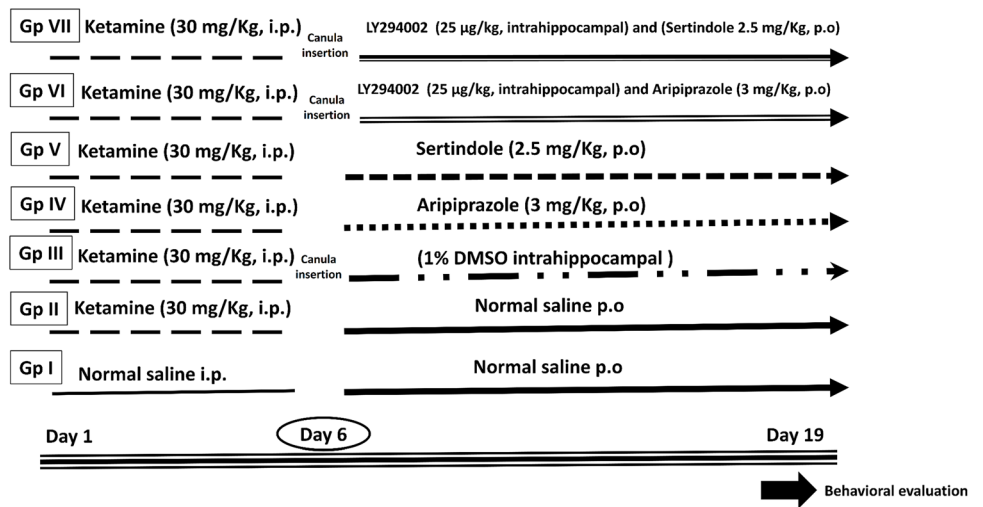 Gp VII Ketamine (30 mg/Kg, i.p.) Canula insertion LY294002 (25 µg/kg, intrahippocampal) and (Sertindole 2.5 mg/Kg, p.o)
Gp VI Ketamine (30 mg/Kg, i.p.) Canula insertion LY294002 (25 µg/kg, intrahippocampal) and Aripiprazole (3 mg/Kg, p.o)
Gp V Ketamine (30 mg/Kg, i.p.) Sertindole (2.5 mg/Kg, p.o)
Gp IV Ketamine (30 mg/Kg, i.p.) Aripiprazole (3 mg/Kg, p.o)
Gp III Ketamine (30 mg/Kg, i.p.) Canula insertion (1% DMSO intrahippocampal )
Gp II Ketamine (30 mg/Kg, i.p.) Normal saline p.o
Gp I Normal saline i.p. Normal saline p.o
Day 1 Day 6 Day 19
Behavioral evaluation